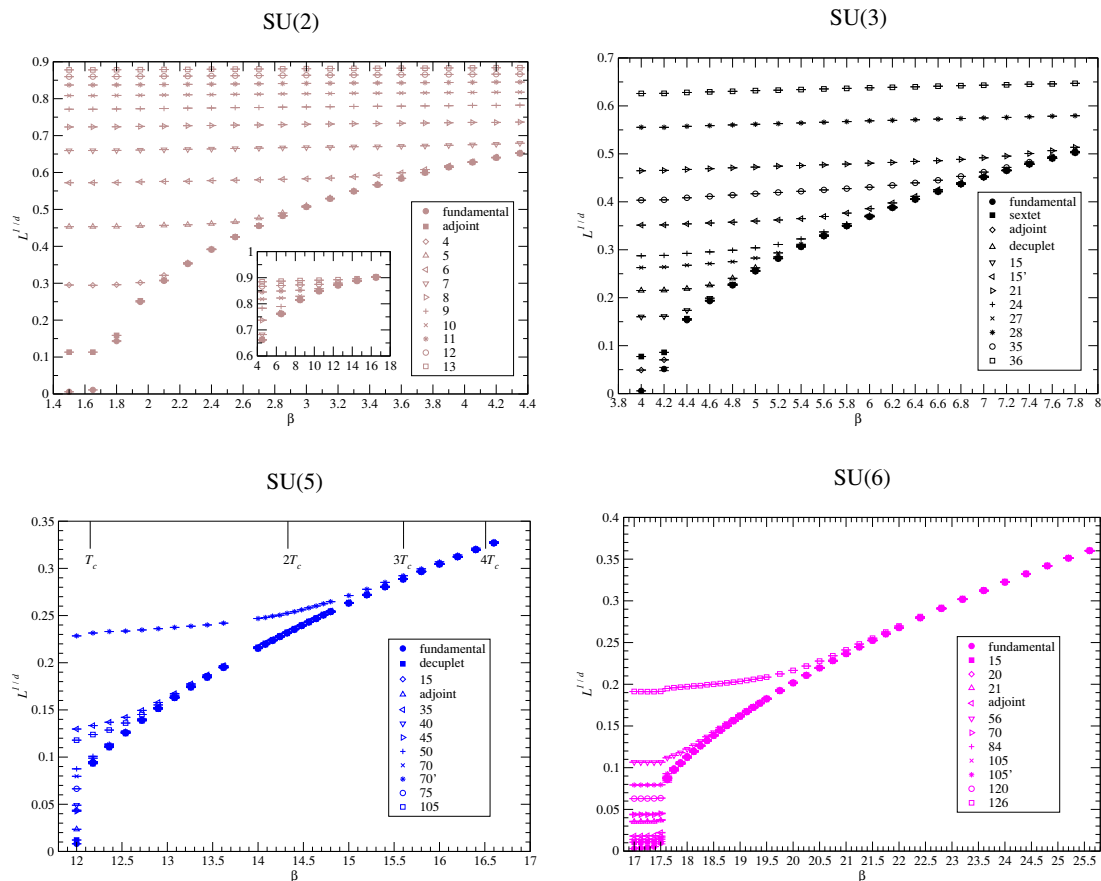 SU(2)
0.9
0.8
0.7
0.6
0.5
0.4
0.3
0.2
0.1
0
L^{1/d}
1.4 1.6 1.8 2 2.2 2.4 2.6 2.8 3 3.2 3.4 3.6 3.8 4 4.2 4.4
β
fundamental
adjoint
4
5
6
7
8
9
10
11
12
13
1
0.9
0.8
0.7
0.6
4 6 8 10 12 14 16 18
SU(3)
0.7
0.6
0.5
0.4
0.3
0.2
0.1
0
L^{1/d}
3.8 4 4.2 4.4 4.6 4.8 5 5.2 5.4 5.6 5.8 6 6.2 6.4 6.6 6.8 7 7.2 7.4 7.6 7.8 8
β
fundamental
sextet
adjoint
decuplet
15
15'
21
24
27
28
35
36
SU(5)
0.35
0.3
0.25
0.2
0.15
0.1
0.05
0
L^{1/d}
T_c 2T_c 3T_c 4T_c
11.5 12 12.5 13 13.5 14 14.5 15 15.5 16 16.5 17
β
fundamental
decuplet
15
adjoint
35
40
45
50
70
70'
75
105
SU(6)
0.4
0.35
0.3
0.25
0.2
0.15
0.1
0.05
0
L^{1/d}
17 17.5 18 18.5 19 19.5 20 20.5 21 21.5 22 22.5 23 23.5 24 24.5 25 25.5
β
fundamental
15
20
21
adjoint
56
70
84
105
105'
120
126